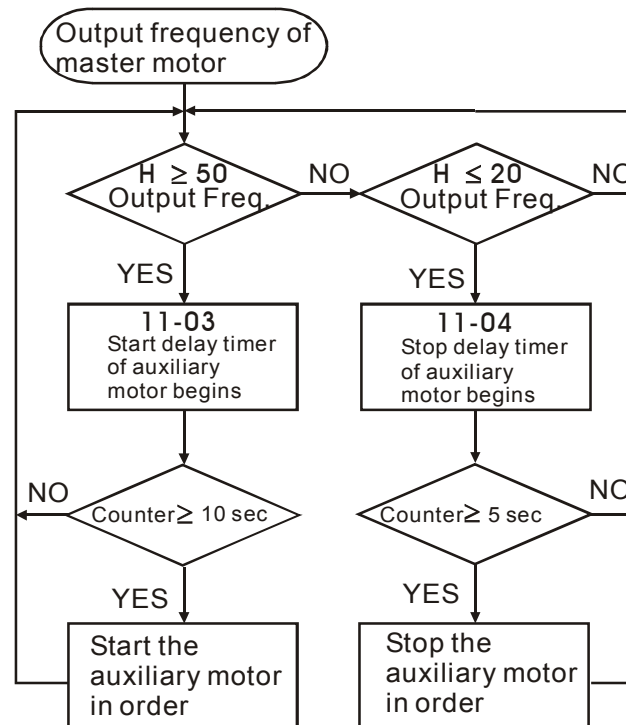 Output frequency of
master motor
H ≥ 50
Output Freq.
NO
H ≤ 20
Output Freq.
NO
YES
YES
11-03
Start delay timer
of auxiliary
motor begins
11-04
Stop delay timer
of auxiliary
motor begins
NO
Counter ≥ 10 sec
Counter ≥ 5 sec
NO
YES
YES
Start the
auxiliary motor
in order
Stop the
auxiliary motor
in order